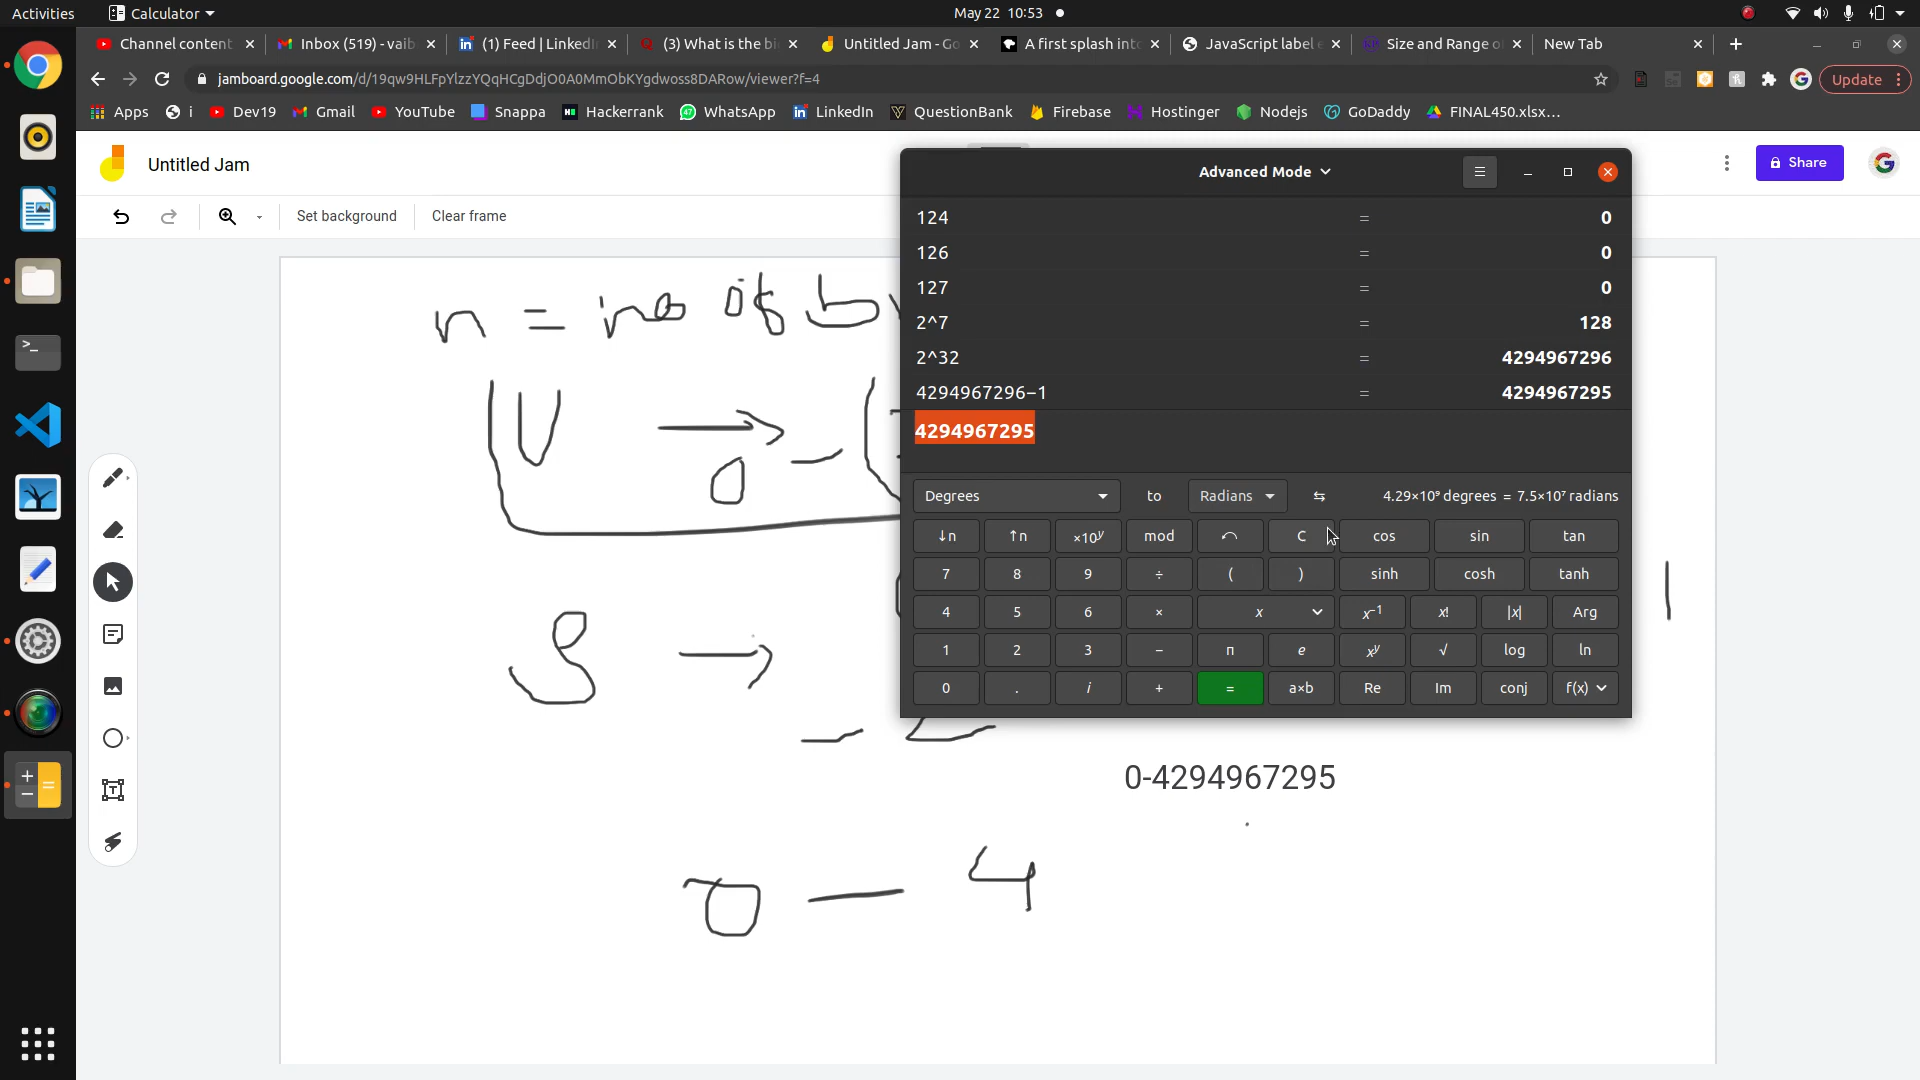 Activities Calculator May 22 10:53
Channel content Inbox (519) - vaib (1) Feed | LinkedI (3) What is the bi Untitled Jam - Go A first splash into JavaScript label e Size and Range o New Tab
jamboard.google.com/d/19qw9HLFpYlzzYQqHCgDdjO0A0MmObKYgdwoss8DARow/viewer?f=4 Update
Apps i Dev19 Gmail YouTube Snappa Hackerrank WhatsApp LinkedIn QuestionBank Firebase Hostinger Nodejs GoDaddy FINAL450.xlsx...
Untitled Jam Share
Set background Clear frame
Advanced Mode
124 = 0
126 = 0
127 = 0
2^7 = 128
2^32 = 4294967296
4294967296−1 = 4294967295
4294967295
Degrees to Radians 4.29×10⁹ degrees = 7.5×10⁷ radians
↓n ↑n ×10ʸ mod C cos sin tan
7 8 9 ÷ ( ) sinh cosh tanh
4 5 6 × x x⁻¹ x! |x| Arg
1 2 3 − π e xʸ √ log ln
0 . i + = a×b Re Im conj f(x)
n = no of
U → 0 - (
S →
0-4294967295
0 - 4